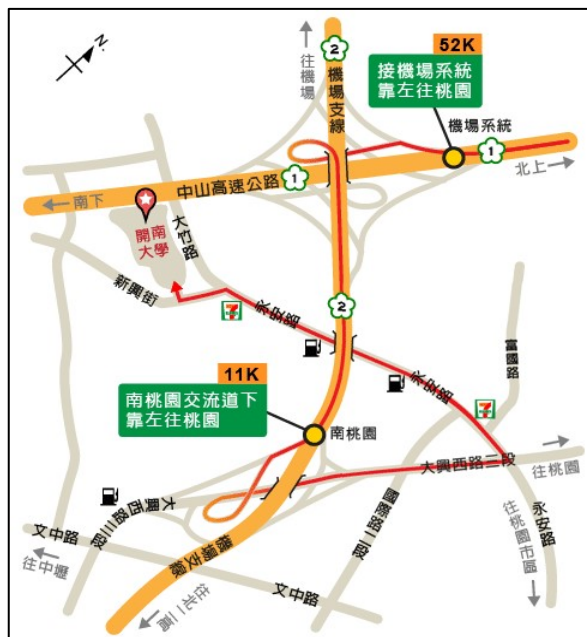 N
往機場
2
機場支線
52K
接機場系統
靠左往桃園
機場系統
1
北上
中山高速公路
1
南下
開南
大學
大竹路
新興街
7
永安路
2
富國路
11K
南桃園交流道下
靠左往桃園
南桃園
永安路
7
大興西路二段
往桃園
大興西路三段
國際路二段
永安路
往桃園市區
文中路
往中壢
機場支線
文中路
往北二高